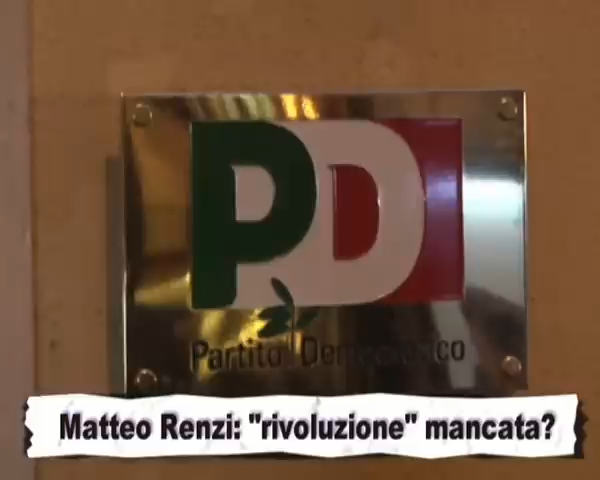 PD
Partito Democratico
Matteo Renzi: "rivoluzione" mancata?